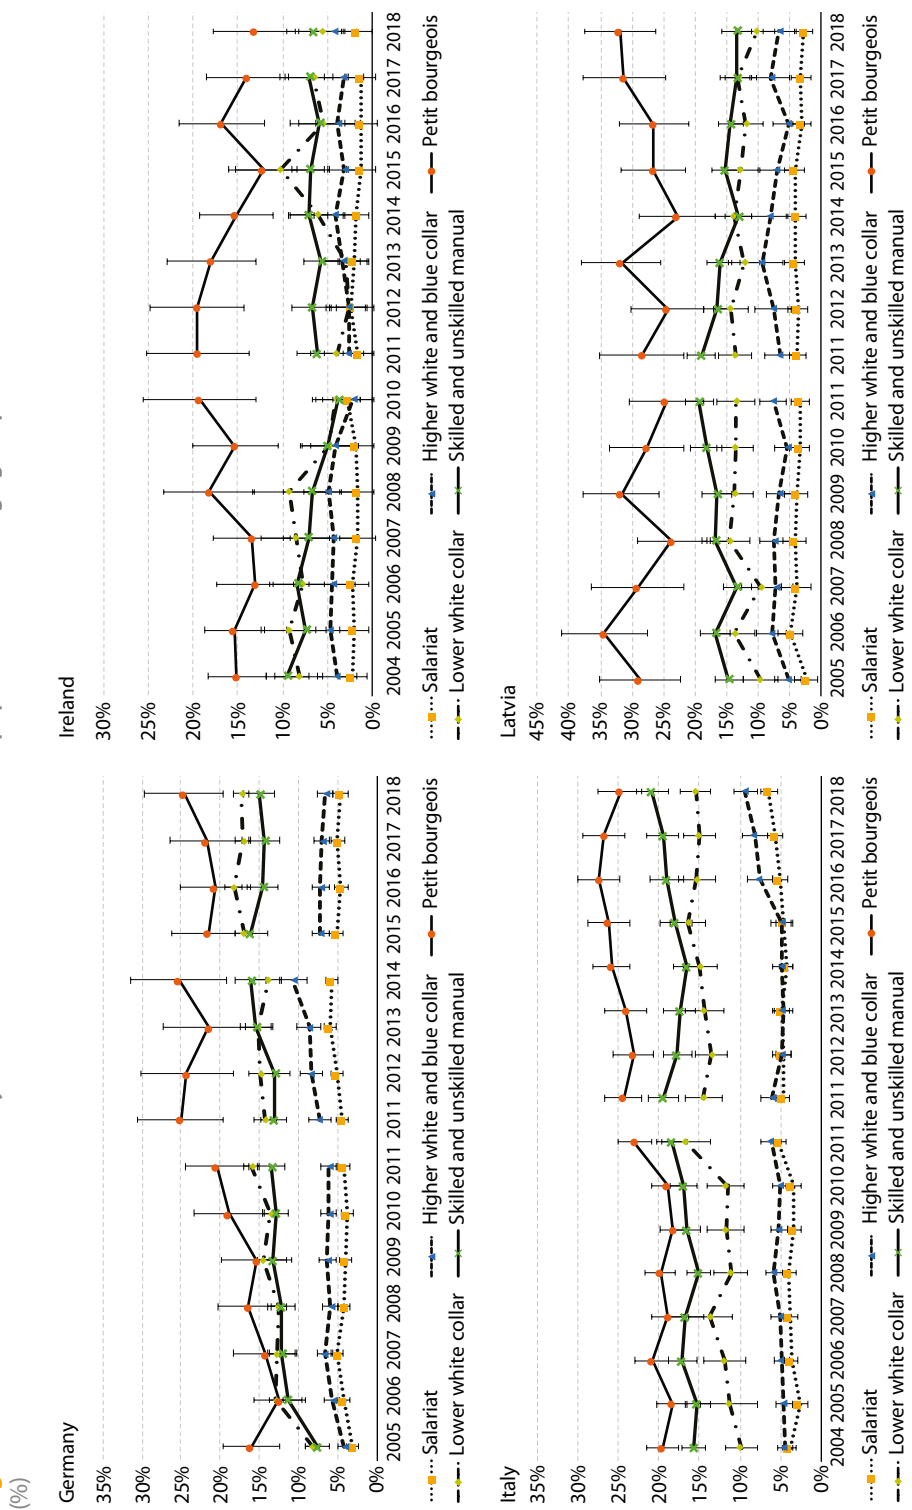 (%)
Germany
35%
30%
25%
20%
15%
10%
5%
0%
2005 2006 2007 2008 2009 2010 2011 2011 2012 2013 2014 2015 2016 2017 2018
Salariat Higher white and blue collar Petit bourgeois
Lower white collar Skilled and unskilled manual
Ireland
30%
25%
20%
15%
10%
5%
0%
2004 2005 2006 2007 2008 2009 2010 2011 2012 2013 2014 2015 2016 2017 2018
Salariat Higher white and blue collar Petit bourgeois
Lower white collar Skilled and unskilled manual
Italy
35%
30%
25%
20%
15%
10%
5%
0%
2004 2005 2006 2007 2008 2009 2010 2011 2011 2012 2013 2014 2015 2016 2017 2018
Salariat Higher white and blue collar Petit bourgeois
Lower white collar Skilled and unskilled manual
Latvia
45%
40%
35%
30%
25%
20%
15%
10%
5%
0%
2005 2006 2007 2008 2009 2010 2011 2011 2012 2013 2014 2015 2016 2017 2018
Salariat Higher white and blue collar Petit bourgeois
Lower white collar Skilled and unskilled manual